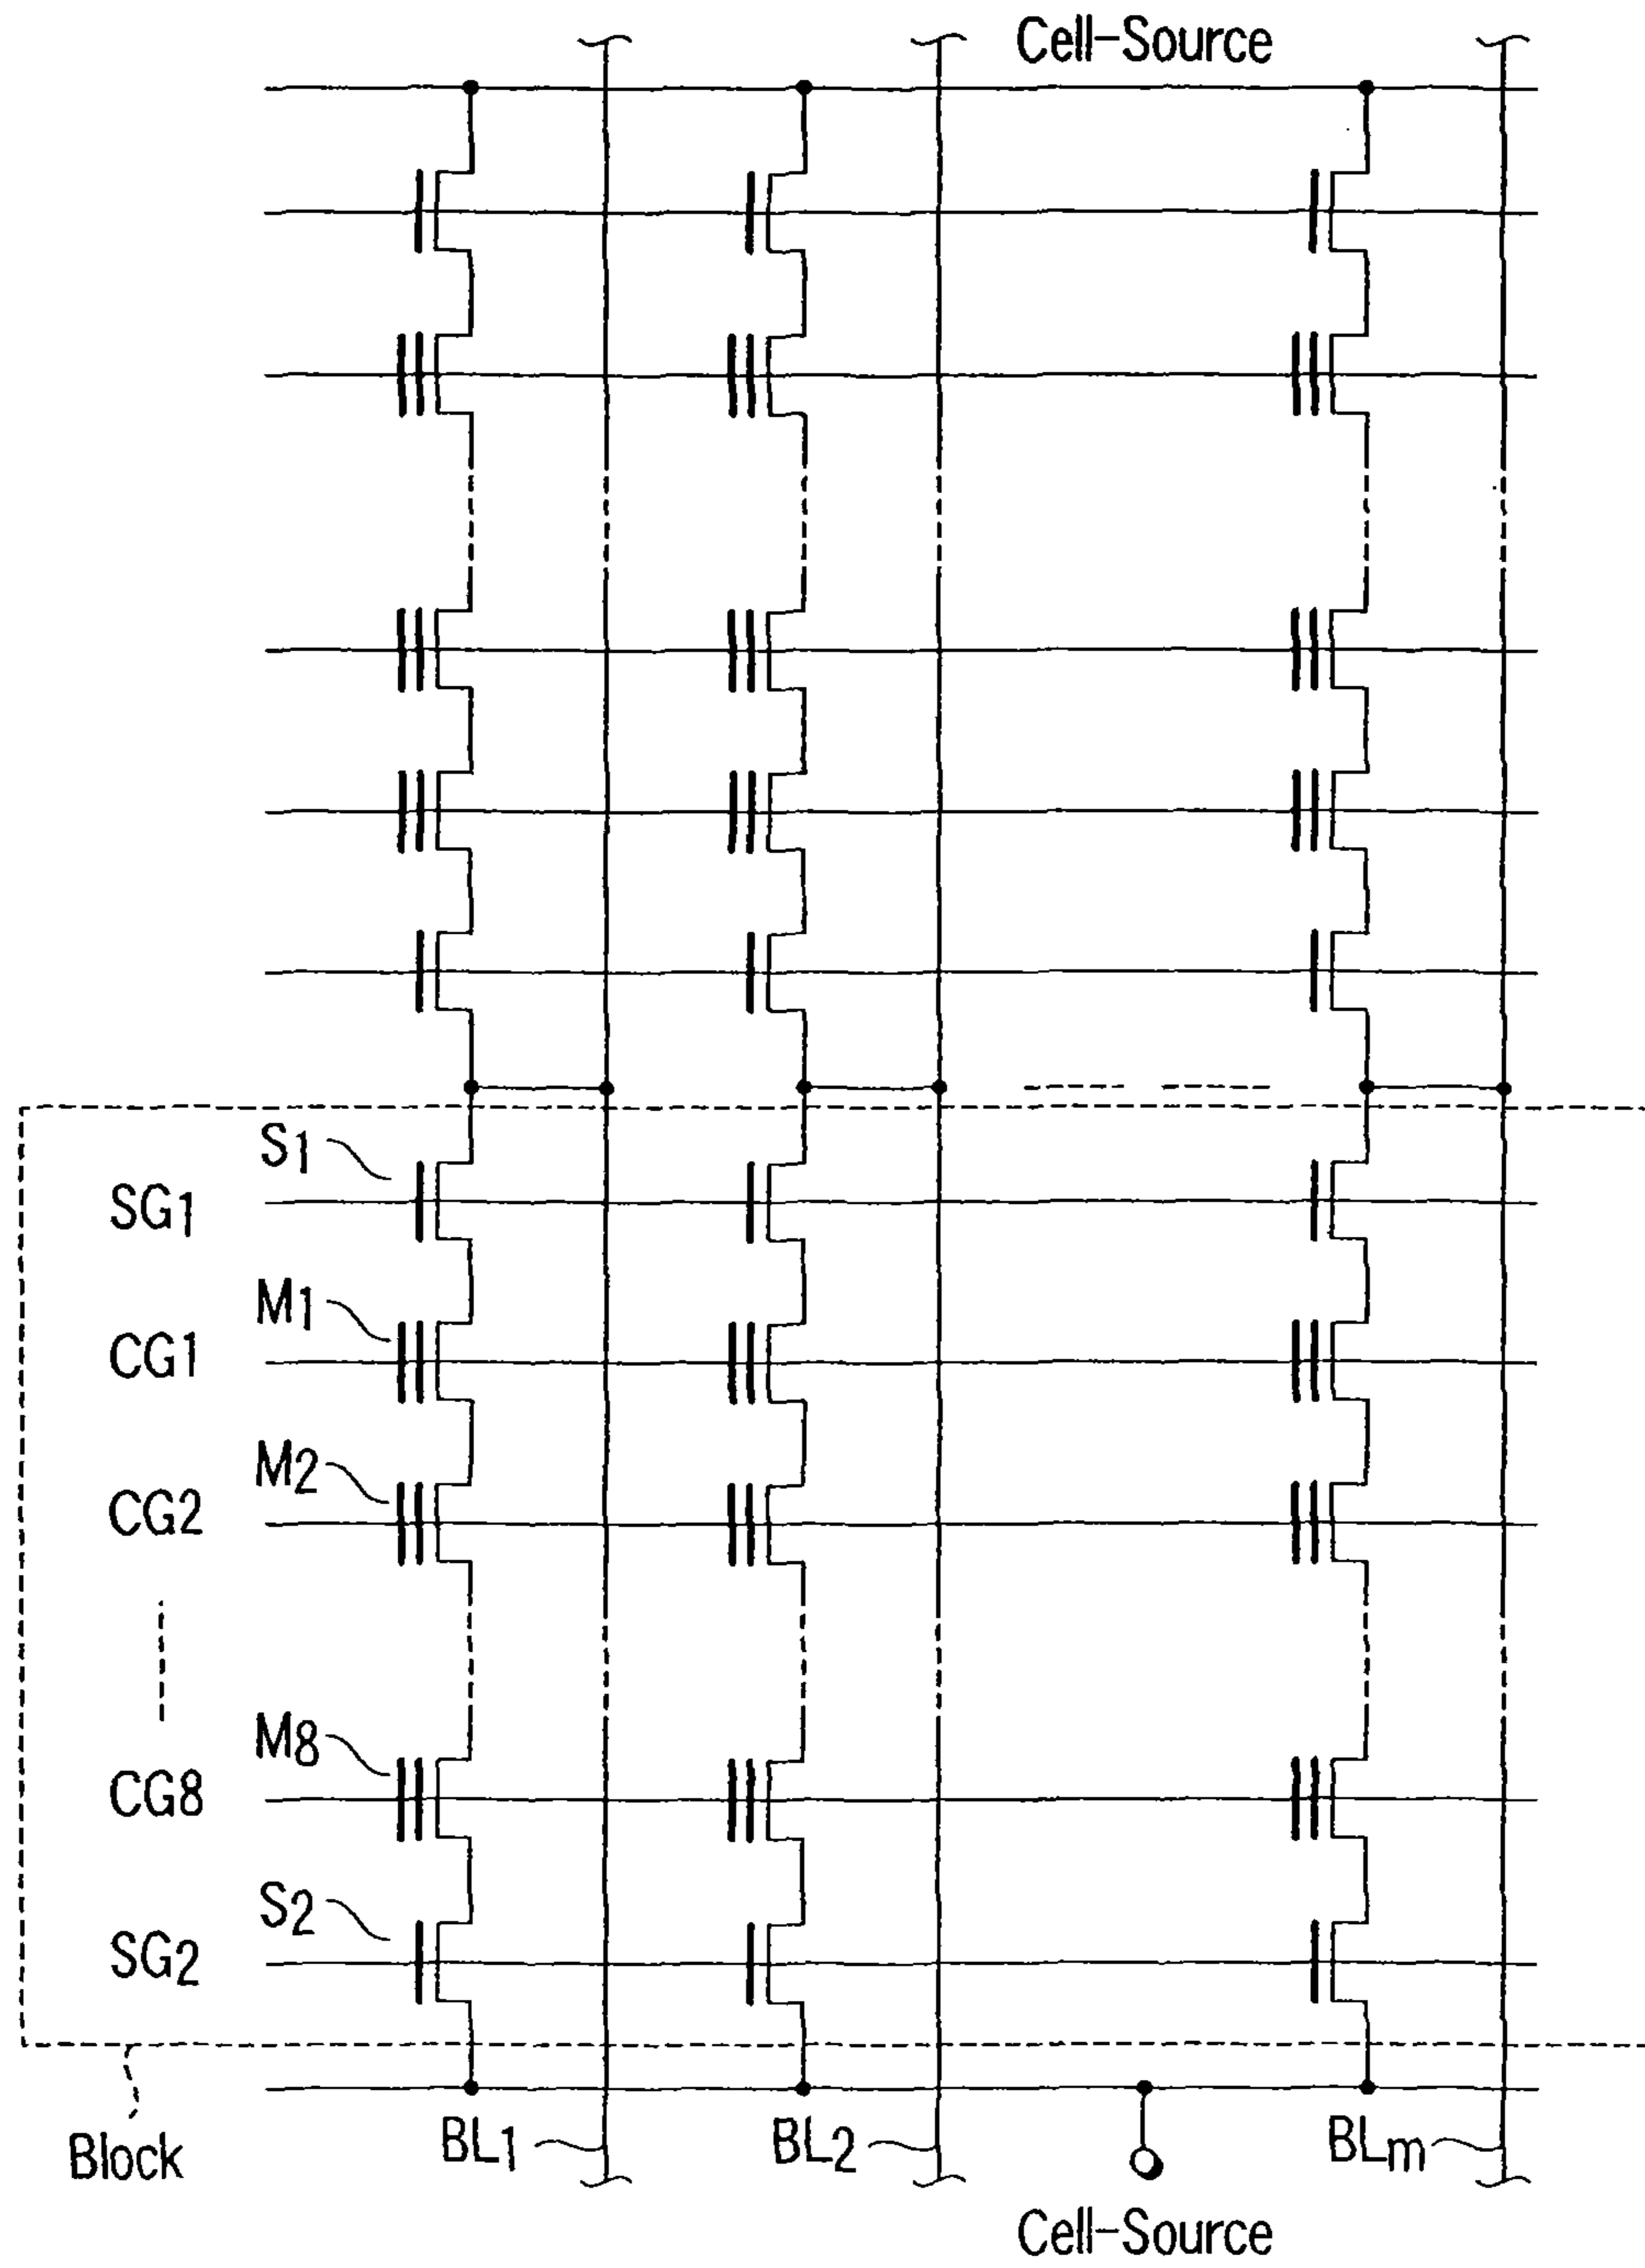 Cell-Source
S1
SG1
M1
CG1
M2
CG2
M8
CG8
S2
SG2
Block
BL1
BL2
BLm
Cell-Source